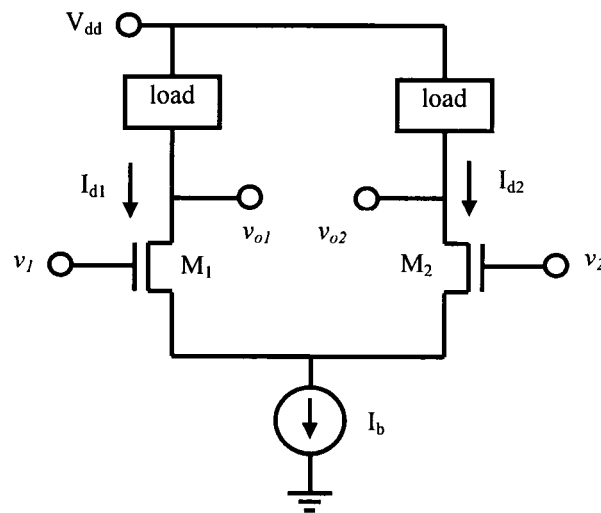 V_dd
load
load
I_d1
I_d2
v_o1
v_o2
v_1
M_1
M_2
v_2
I_b